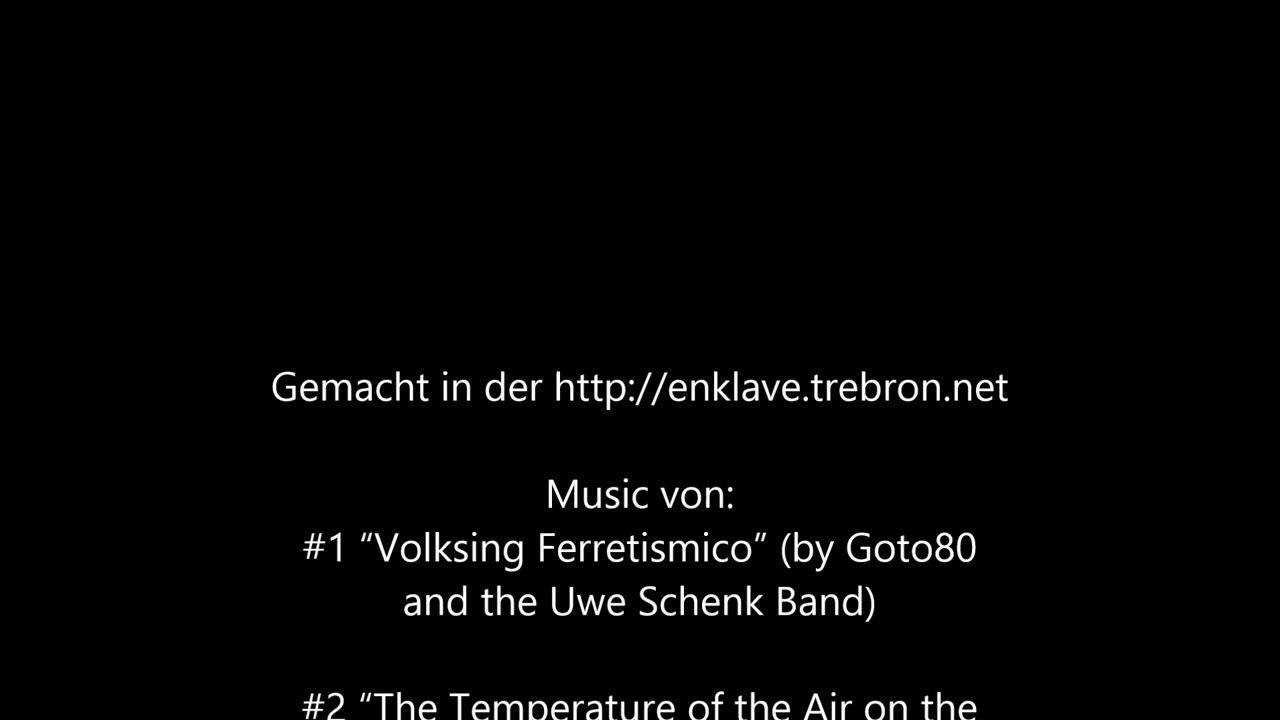 Gemacht in der http://enklave.trebron.net
Music von:
#1 “Volksing Ferretismico” (by Goto80
and the Uwe Schenk Band)
#2 “The Temperature of the Air on the